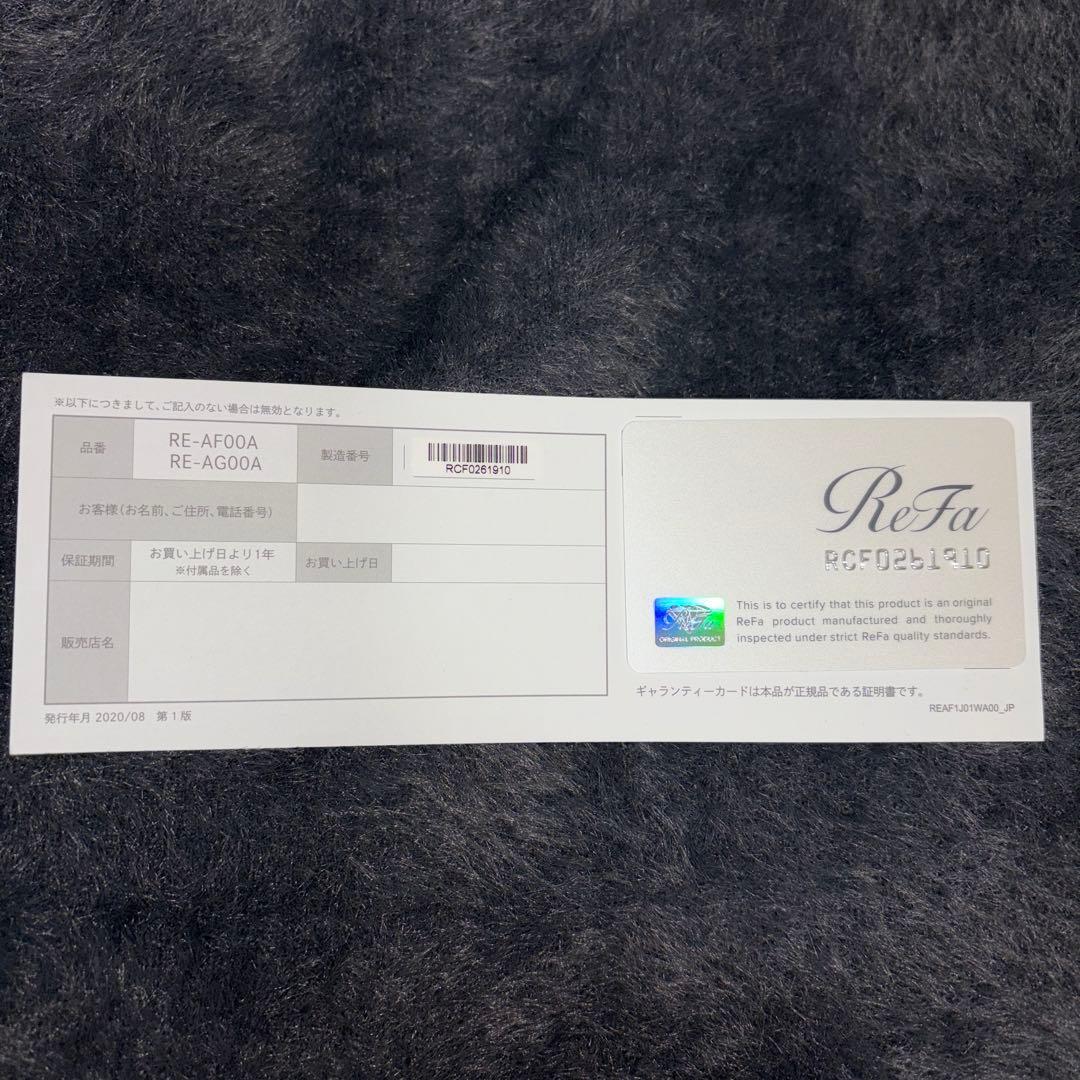 ※以下につきまして、ご記入のない場合は無効となります。
品番
RE-AF00A
RE-AG00A
製造番号
RCF0261910
お客様(お名前、ご住所、電話番号)
保証期間
お買い上げ日より1年
※付属品を除く
お買い上げ日
販売店名
発行年月 2020/08 第1版
ReFa
RCF0261910
ReFa
ORIGINAL PRODUCT
This is to certify that this product is an original
ReFa product manufactured and thoroughly
inspected under strict ReFa quality standards.
ギャランティーカードは本品が正規品である証明書です。
REAF1J01WA00_JP